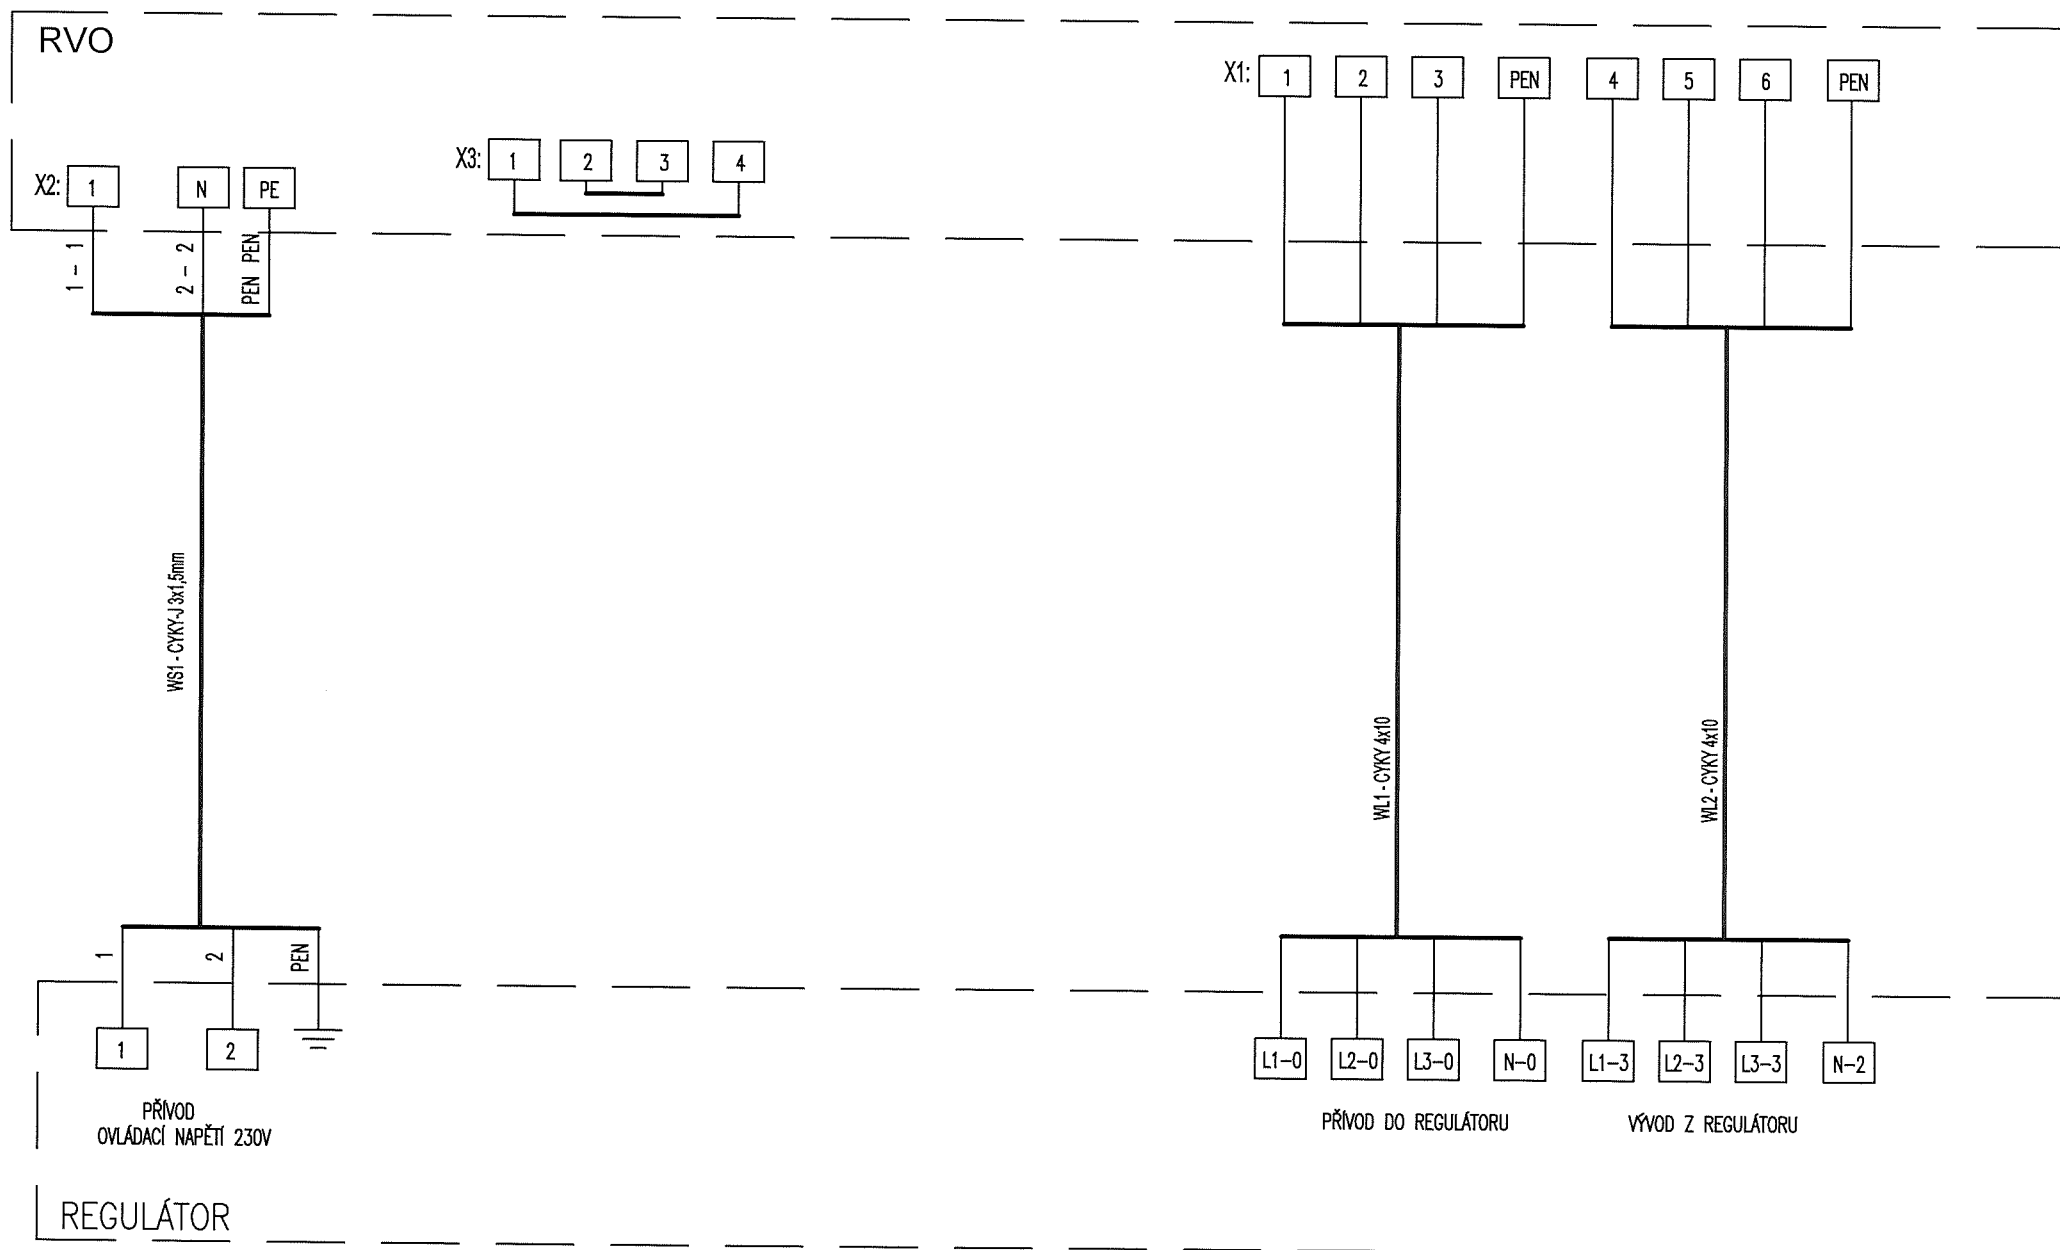 RVO
X1: 1 2 3 PEN 4 5 6 PEN
X3: 1 2 3 4
X2: 1 N PE
1 - 1
2 - 2
PEN PEN
WS1 - CYKY-J 3x1,5mm
WL1 - CYKY 4x10
WL2 - CYKY 4x10
1 2 PEN
1 2
L1-0 L2-0 L3-0 N-0 L1-3 L2-3 L3-3 N-2
PŘÍVOD
OVLÁDACÍ NAPĚTÍ 230V
PŘÍVOD DO REGULÁTORU
VÝVOD Z REGULÁTORU
REGULÁTOR